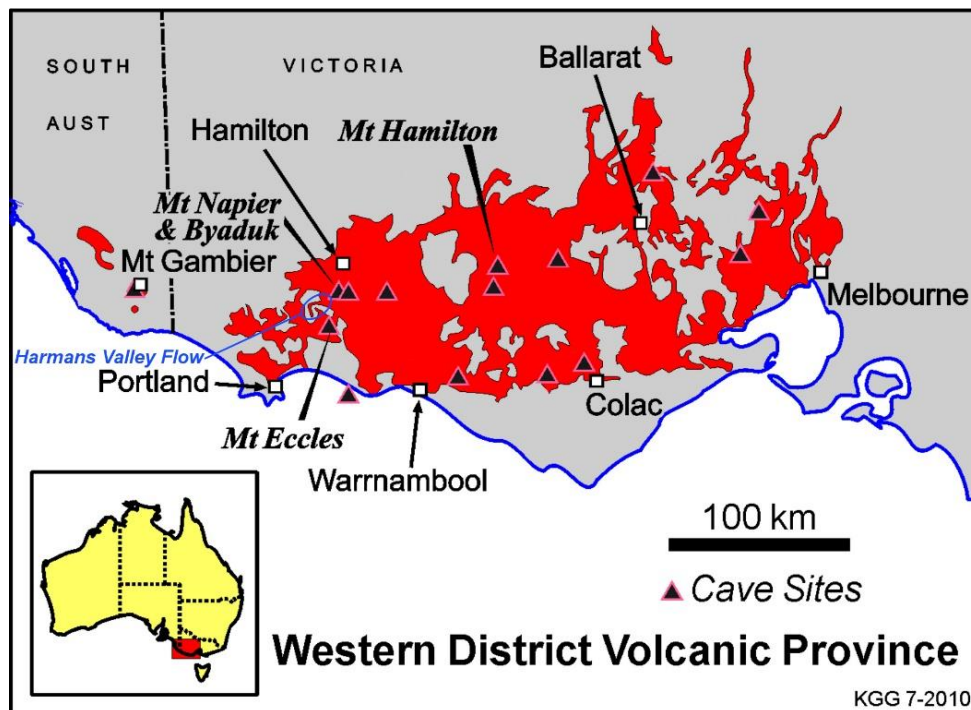 SOUTH
AUST
VICTORIA
Ballarat
Hamilton
Mt Hamilton
Mt Napier
& Byaduk
Mt Gambier
Melbourne
Harmans Valley Flow
Portland
Colac
Mt Eccles
Warrnambool
100 km
Cave Sites
Western District Volcanic Province
KGG 7-2010